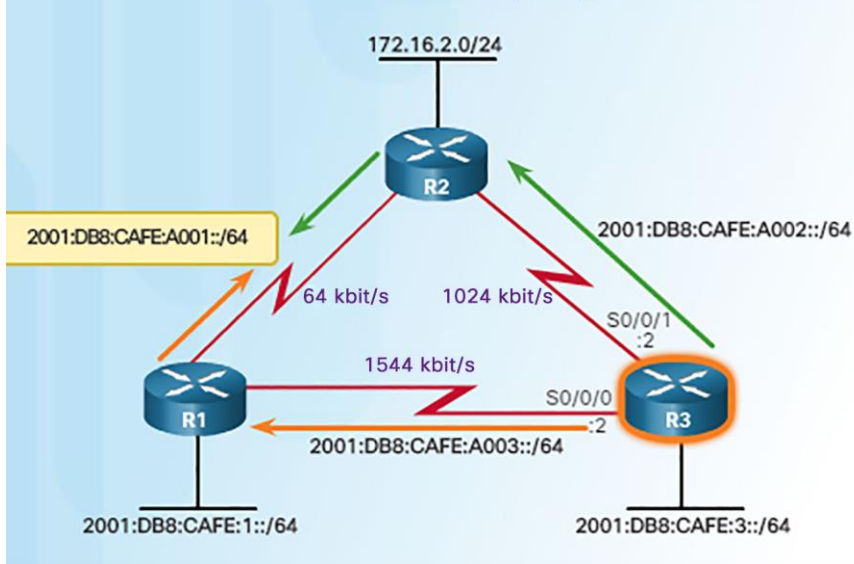 172.16.2.0/24
R2
2001:DB8:CAFE:A001::/64
2001:DB8:CAFE:A002::/64
64 kbit/s
1024 kbit/s
S0/0/1
:2
1544 kbit/s
S0/0/0
:2
R1
R3
2001:DB8:CAFE:A003::/64
2001:DB8:CAFE:1::/64
2001:DB8:CAFE:3::/64